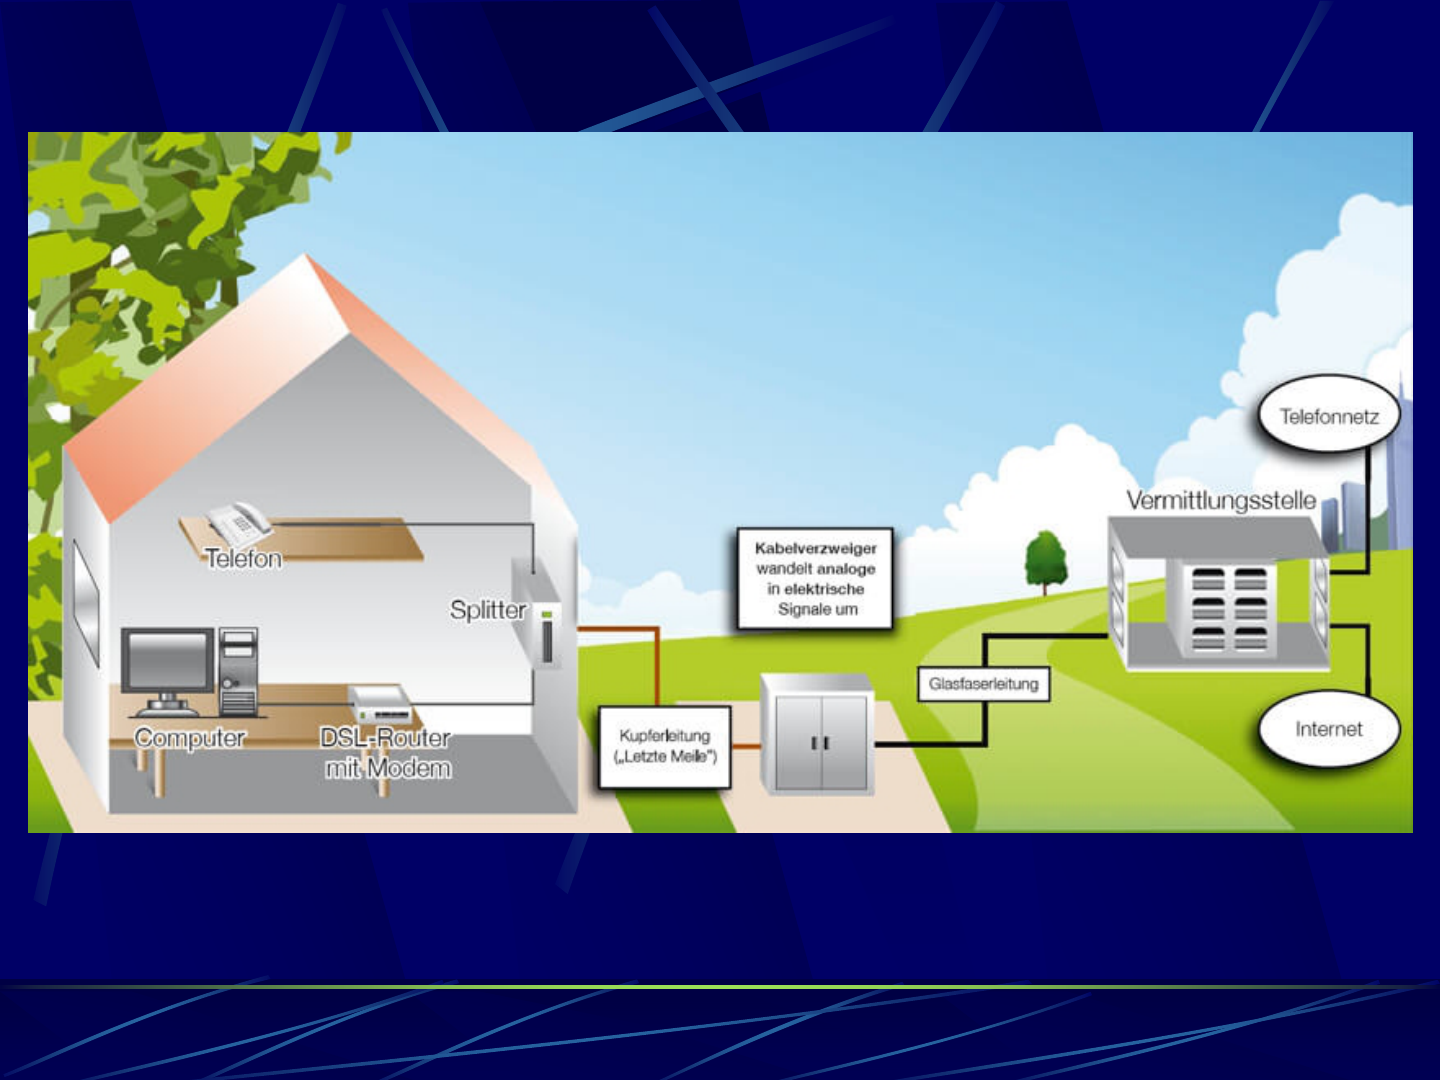 Telefon
Splitter
Computer
DSL-Router
mit Modem
Kupferleitung
(„Letzte Meile")
Kabelverzweiger
wandelt analoge
in elektrische
Signale um
Glasfaserleitung
Vermittlungsstelle
Telefonnetz
Internet